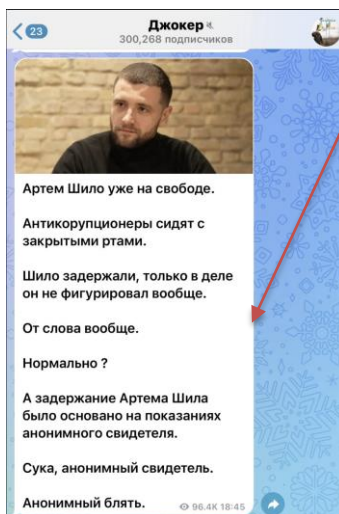 23
Джокер
300,268 подписчиков
Артем Шило уже на свободе.
Антикорупционеры сидят с
закрытыми ртами.
Шило задержали, только в деле
он не фигурировал вообще.
От слова вообще.
Нормально ?
А задержание Артема Шила
было основано на показаниях
анонимного свидетеля.
Сука, анонимный свидетель.
Анонимный блять.
96.4K 18:45